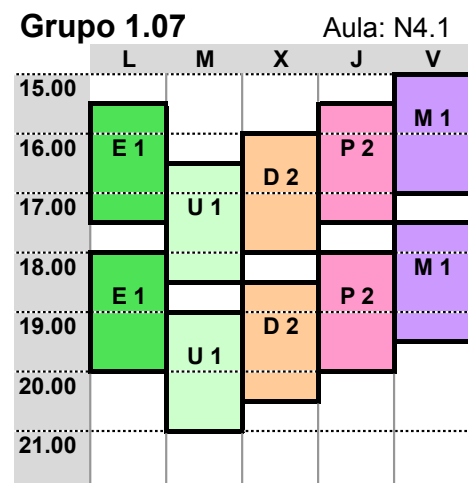 Grupo 1.07 Aula: N4.1
L M X J V
15.00
M 1
16.00 E 1 P 2
D 2
17.00 U 1
18.00 M 1
E 1 P 2
19.00 D 2
U 1
20.00
21.00